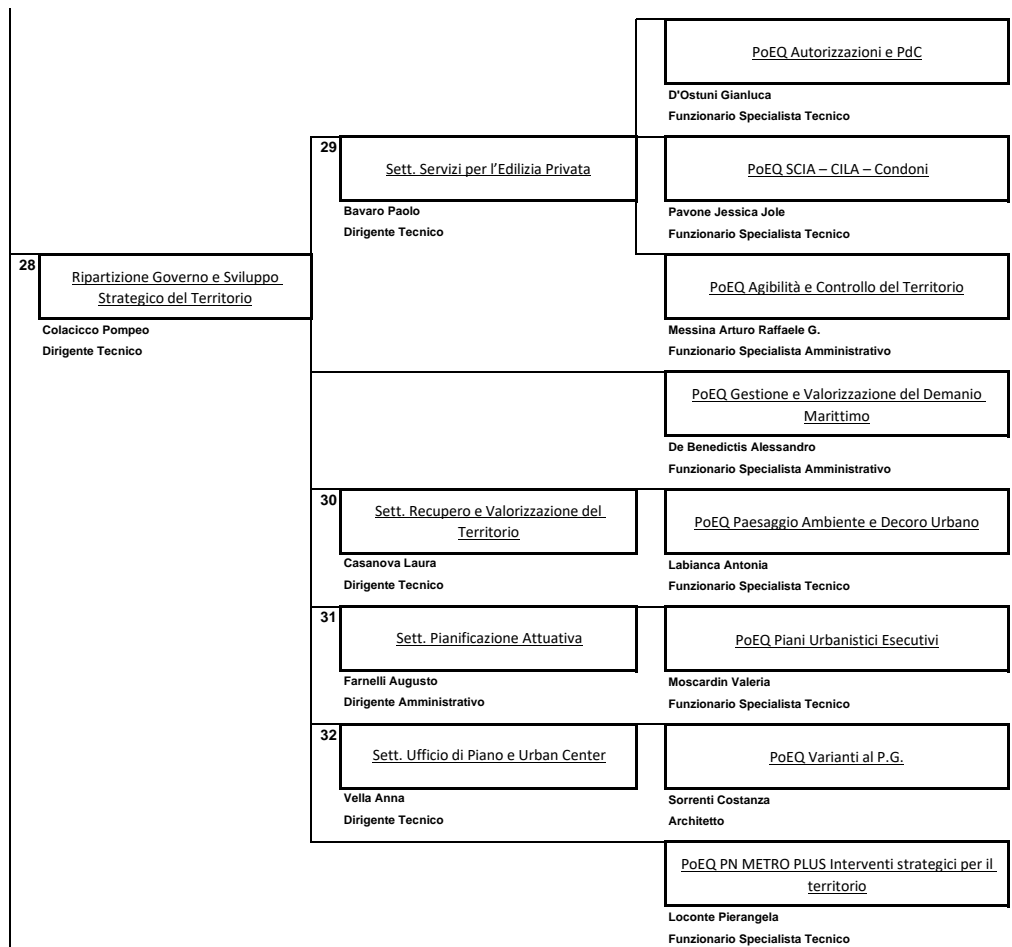 PoEQ Autorizzazioni e PdC
D'Ostuni Gianluca
Funzionario Specialista Tecnico
29
Sett. Servizi per l'Edilizia Privata
Bavaro Paolo
Dirigente Tecnico
PoEQ SCIA – CILA – Condoni
Pavone Jessica Jole
Funzionario Specialista Tecnico
28
Ripartizione Governo e Sviluppo
Strategico del Territorio
Colacicco Pompeo
Dirigente Tecnico
PoEQ Agibilità e Controllo del Territorio
Messina Arturo Raffaele G.
Funzionario Specialista Amministrativo
PoEQ Gestione e Valorizzazione del Demanio
Marittimo
De Benedictis Alessandro
Funzionario Specialista Amministrativo
30
Sett. Recupero e Valorizzazione del
Territorio
Casanova Laura
Dirigente Tecnico
PoEQ Paesaggio Ambiente e Decoro Urbano
Labianca Antonia
Funzionario Specialista Tecnico
31
Sett. Pianificazione Attuativa
Farnelli Augusto
Dirigente Amministrativo
PoEQ Piani Urbanistici Esecutivi
Moscardin Valeria
Funzionario Specialista Tecnico
32
Sett. Ufficio di Piano e Urban Center
Vella Anna
Dirigente Tecnico
PoEQ Varianti al P.G.
Sorrenti Costanza
Architetto
PoEQ PN METRO PLUS Interventi strategici per il
territorio
Loconte Pierangela
Funzionario Specialista Tecnico